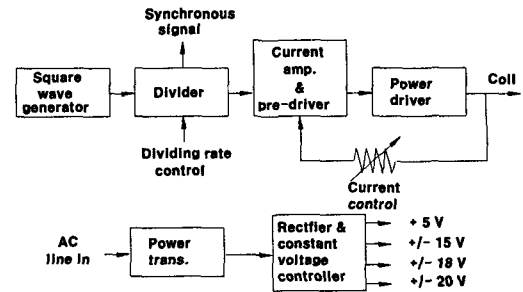 Synchronous
signal
Square
wave
generator
Divider
Current
amp.
&
pre-driver
Power
driver
Coil
Dividing rate
control
Current
control
AC
line in
Power
trans.
Rectfier &
constant
voltage
controller
+ 5 V
+/- 15 V
+/- 18 V
+/- 20 V